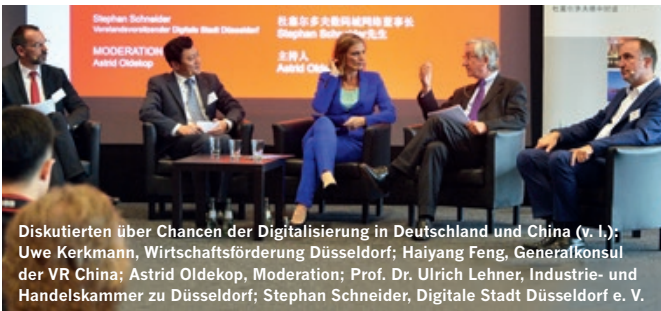 Stephan Schneider
Vorstandsvorsitzender Digitale Stadt Düsseldorf
MODERATION
Astrid Oldekop
杜塞尔多夫数码城网络董事长
Stephan Schneider先生
主持人
Astrid
Diskutierten über Chancen der Digitalisierung in Deutschland und China (v. l.):
Uwe Kerkmann, Wirtschaftsförderung Düsseldorf; Haiyang Feng, Generalkonsul
der VR China; Astrid Oldekop, Moderation; Prof. Dr. Ulrich Lehner, Industrie- und
Handelskammer zu Düsseldorf; Stephan Schneider, Digitale Stadt Düsseldorf e. V.